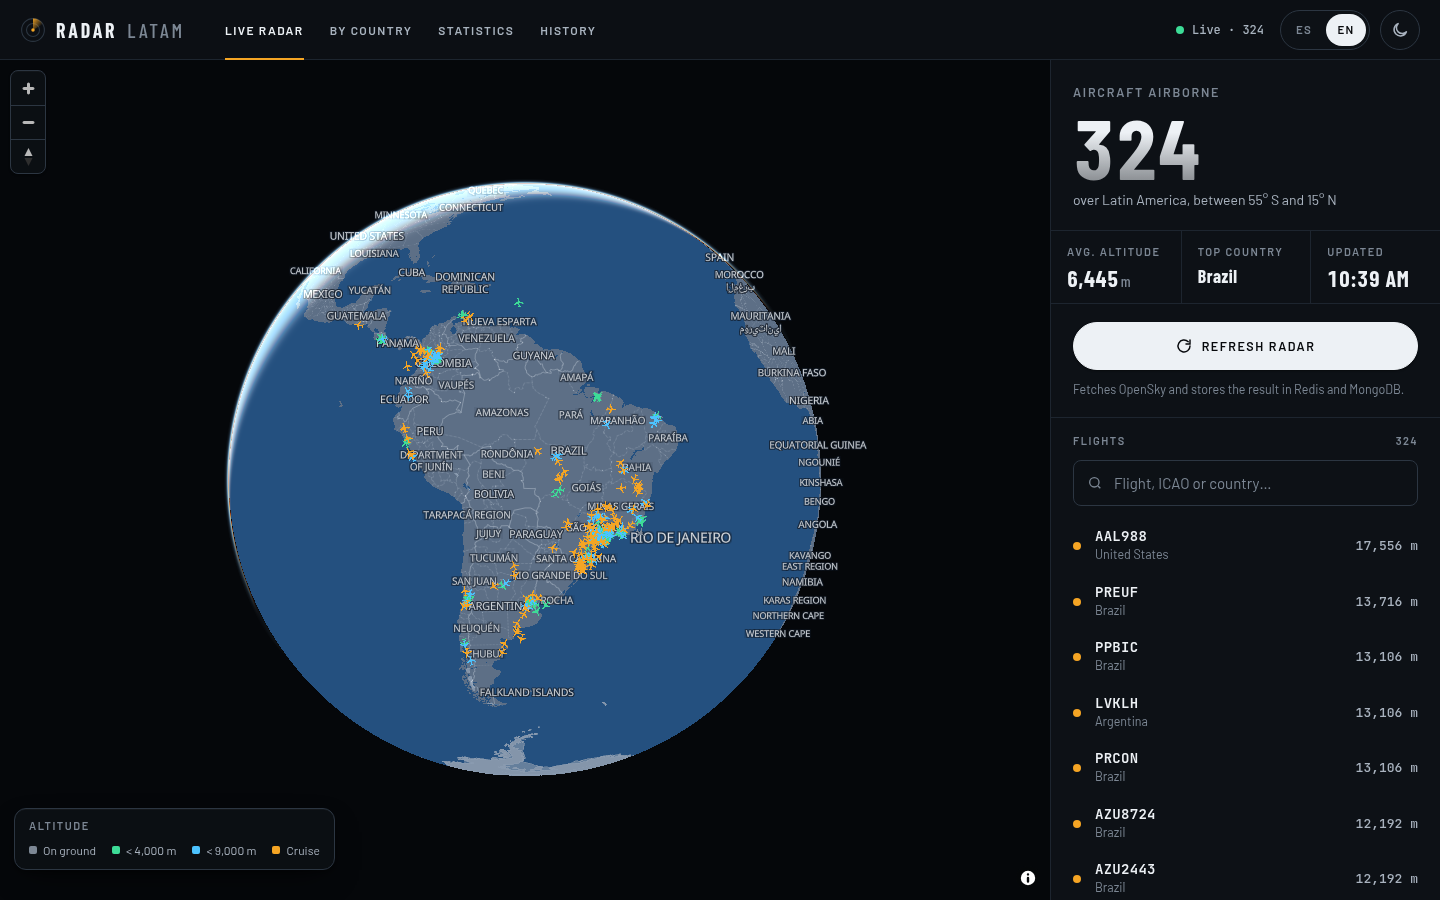 RADAR LATAM
LIVE RADAR
BY COUNTRY
STATISTICS
HISTORY
Live · 324
ES
EN
QUEBEC
CONNECTICUT
MINNESOTA
UNITED STATES
LOUISIANA
CALIFORNIA
CUBA
DOMINICAN
REPUBLIC
MEXICO
YUCATÁN
GUATEMALA
NUEVA ESPARTA
PANAMA
VENEZUELA
GUYANA
NARIÑO
VAUPÉS
AMAPÁ
ECUADOR
AMAZONAS
PARÁ
MARANHÃO
PERU
PARAÍBA
RONDÔNIA
BRAZIL
OF JUNÍN
BENI
BAHIA
BOLIVIA
GOIÁS
MINAS GERAIS
TARAPACÁ REGION
JUJUY
PARAGUAY
RIO DE JANEIRO
TUCUMÁN
SANTA CATARINA
SAN JUAN
RIO GRANDE DO SUL
ARGENTINA
ROCHA
NEUQUÉN
CHUBUT
FALKLAND ISLANDS
SPAIN
MOROCCO
MAURITANIA
MALI
BURKINA FASO
NIGERIA
ABIA
EQUATORIAL GUINEA
NGOUNIÉ
KINSHASA
BENGO
ANGOLA
KAVANGO
EAST REGION
NAMIBIA
KARAS REGION
NORTHERN CAPE
WESTERN CAPE
ALTITUDE
On ground
< 4,000 m
< 9,000 m
Cruise
AIRCRAFT AIRBORNE
324
over Latin America, between 55° S and 15° N
AVG. ALTITUDE
6,445 m
TOP COUNTRY
Brazil
UPDATED
10:39 AM
REFRESH RADAR
Fetches OpenSky and stores the result in Redis and MongoDB.
FLIGHTS
324
Flight, ICAO or country...
AAL988
United States
17,556 m
PREUF
Brazil
13,716 m
PPBIC
Brazil
13,106 m
LVKLH
Argentina
13,106 m
PRCON
Brazil
13,106 m
AZU8724
Brazil
12,192 m
AZU2443
Brazil
12,192 m